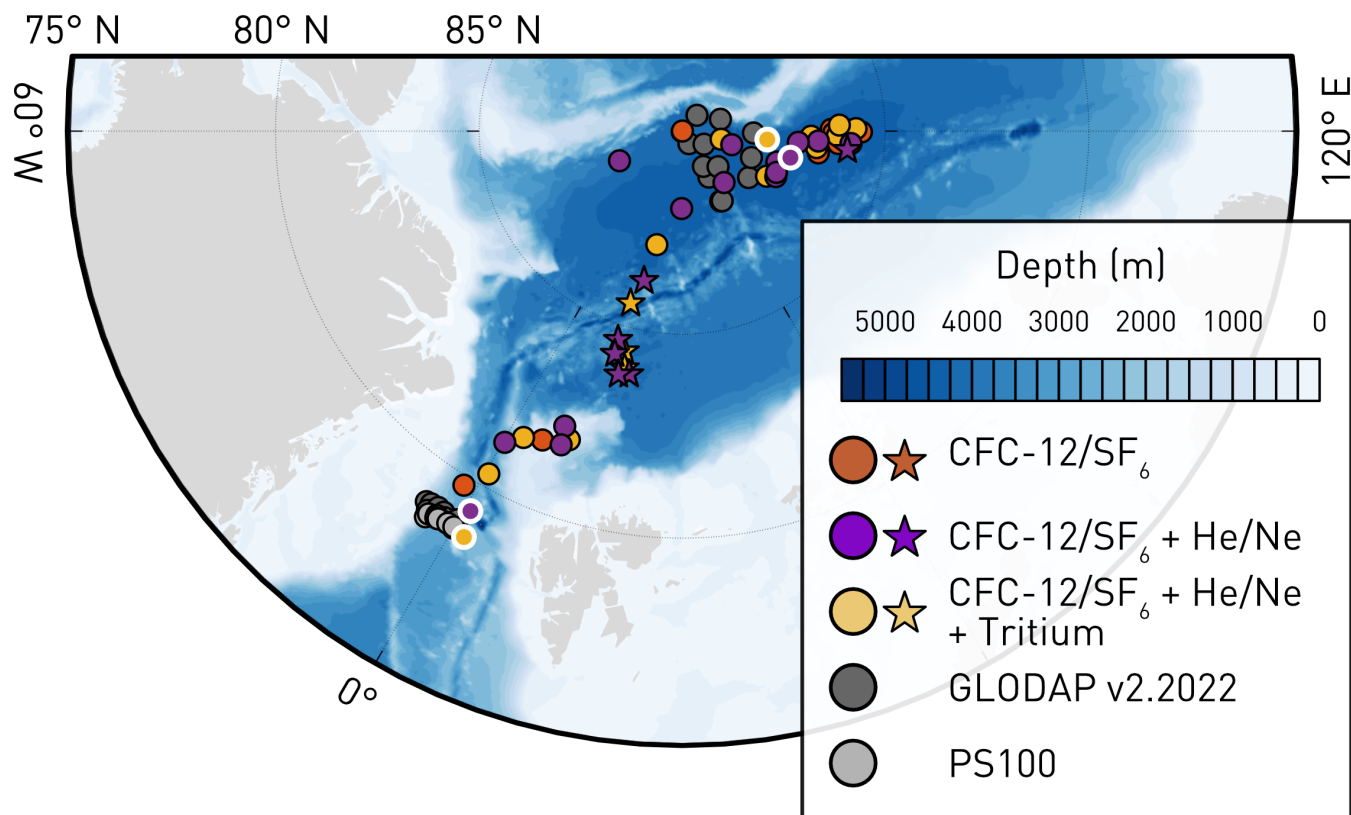 75° N 80° N 85° N
60° W
120° E
0°
Depth (m)
5000 4000 3000 2000 1000 0
CFC-12/SF₆
CFC-12/SF₆ + He/Ne
CFC-12/SF₆ + He/Ne
+ Tritium
GLODAP v2.2022
PS100